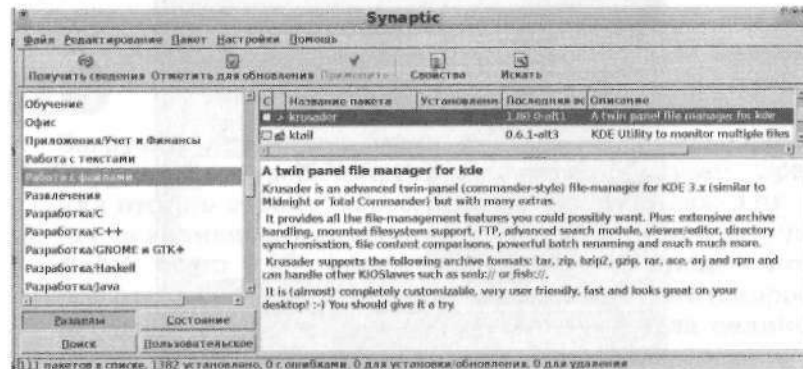 Synaptic
Файл Редактирование Пакет Настройки Помощь
Получить сведения Отметить для обновления Применить Свойства Искать
С Название пакета Установлен Последняя ве Описание
krusader 1.80.0-alt1 A twin panel file manager for kde
ktail 0.6.1-alt3 KDE Utility to monitor multiple files
Обучение
Офис
Приложения/Учет и Финансы
Работа с текстами
Работа с файлами
Развлечения
Разработка/C
Разработка/C++
Разработка/GNOME и GTK+
Разработка/Haskell
Разработка/Java
Разделы Состояние
Поиск Пользовательское
A twin panel file manager for kde
Krusader is an advanced twin-panel (commander-style) file-manager for KDE 3.x (similar to
Midnight or Total Commander) but with many extras.
It provides all the file-management features you could possibly want. Plus: extensive archive
handling, mounted filesystem support, FTP, advanced search module, viewer/editor, directory
synchronisation, file content comparisons, powerful batch renaming and much much more.
Krusader supports the following archive formats: tar, zip, bzip2, gzip, rar, ace, arj and rpm and
can handle other KIOSlaves such as smb:// or fish://.
It is (almost) completely customizable, very user friendly, fast and looks great on your
desktop! :-) You should give it a try.
111 пакетов в списке, 1382 установлено, 0 с ошибками. 0 для установки/обновления, 0 для удаления